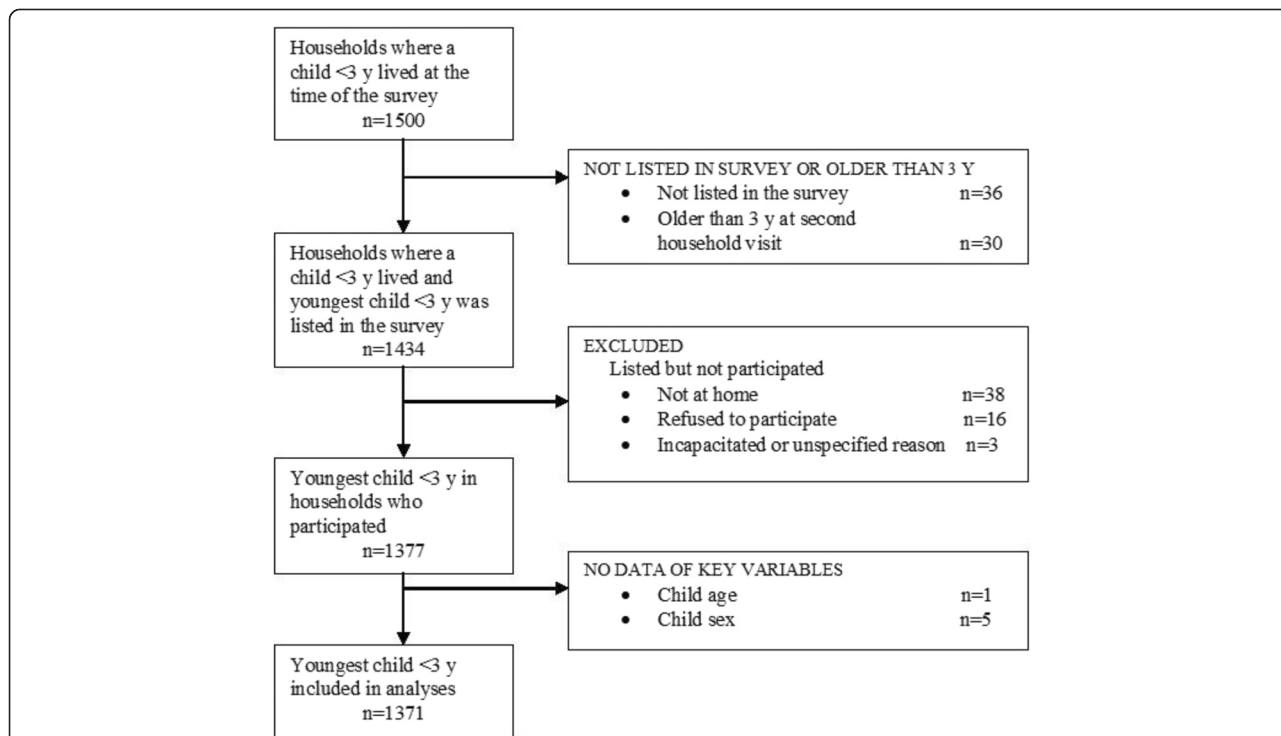 Households where a
child <3 y lived at the
time of the survey
n=1500
NOT LISTED IN SURVEY OR OLDER THAN 3 Y
• Not listed in the survey n=36
• Older than 3 y at second
household visit n=30
Households where a
child <3 y lived and
youngest child <3 y was
listed in the survey
n=1434
EXCLUDED
Listed but not participated
• Not at home n=38
• Refused to participate n=16
• Incapacitated or unspecified reason n=3
Youngest child <3 y in
households who
participated
n=1377
NO DATA OF KEY VARIABLES
• Child age n=1
• Child sex n=5
Youngest child <3 y
included in analyses
n=1371